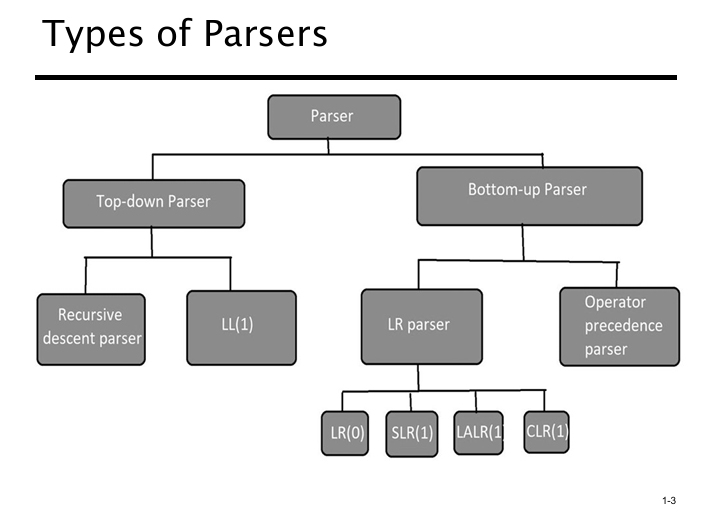 Types of Parsers
Parser
Top-down Parser
Bottom-up Parser
Recursive
descent parser
LL(1)
LR parser
Operator
precedence
parser
LR(0)
SLR(1)
LALR(1
CLR(1)
1-3